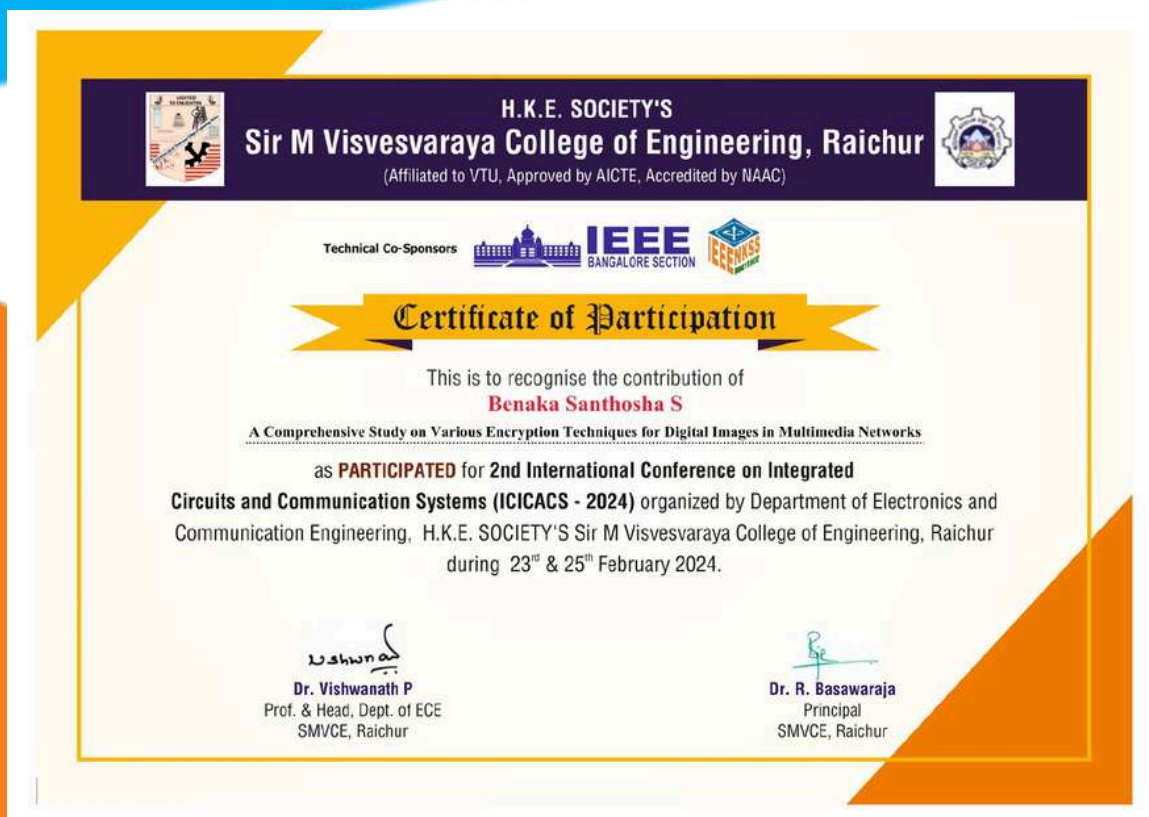 LIGHTED
TO ENLIGHTEN
H.K.E. SOCIETY'S
Sir M Visvesvaraya College of Engineering, Raichur
(Affiliated to VTU, Approved by AICTE, Accredited by NAAC)
Technical Co-Sponsors
IEEE
BANGALORE SECTION
IEEENKSS
Certificate of Participation
This is to recognise the contribution of
Benaka Santhosha S
A Comprehensive Study on Various Encryption Techniques for Digital Images in Multimedia Networks
as PARTICIPATED for 2nd International Conference on Integrated
Circuits and Communication Systems (ICICACS - 2024) organized by Department of Electronics and
Communication Engineering, H.K.E. SOCIETY'S Sir M Visvesvaraya College of Engineering, Raichur
during 23rd & 25th February 2024.
Dr. Vishwanath P
Prof. & Head, Dept. of ECE
SMVCE, Raichur
Dr. R. Basawaraja
Principal
SMVCE, Raichur